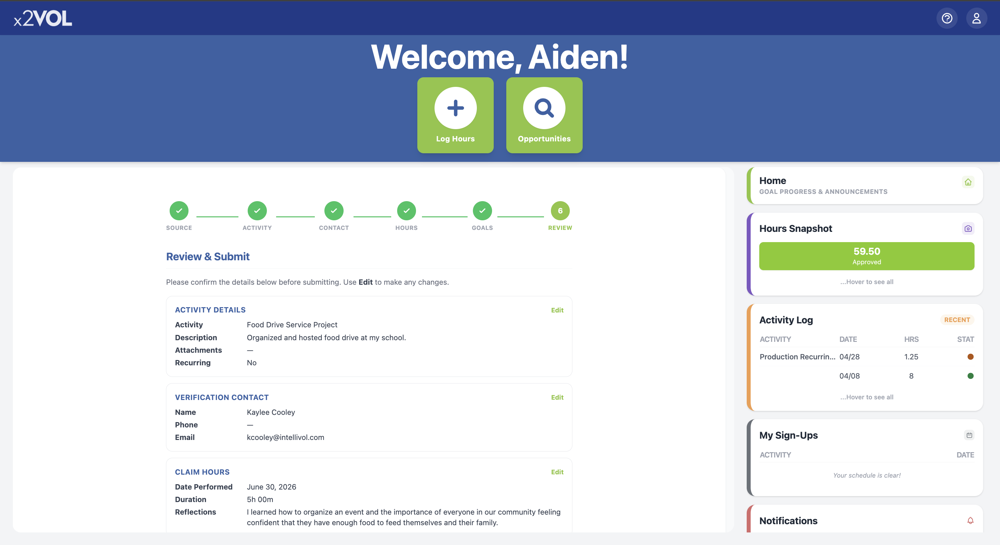 x2VOL
Welcome, Aiden!
Log Hours
Opportunities
SOURCE
ACTIVITY
CONTACT
HOURS
GOALS
6
REVIEW
Review & Submit
Please confirm the details below before submitting. Use Edit to make any changes.
ACTIVITY DETAILS
Edit
Activity Food Drive Service Project
Description Organized and hosted food drive at my school.
Attachments —
Recurring No
VERIFICATION CONTACT
Edit
Name Kaylee Cooley
Phone —
Email kcooley@intellivol.com
CLAIM HOURS
Edit
Date Performed June 30, 2026
Duration 5h 00m
Reflections I learned how to organize an event and the importance of everyone in our community feeling
confident that they have enough food to feed themselves and their family.
Home
GOAL PROGRESS & ANNOUNCEMENTS
Hours Snapshot
59.50
Approved
...Hover to see all
Activity Log
RECENT
ACTIVITY DATE HRS STAT
Production Recurrin... 04/28 1.25
04/08 8
...Hover to see all
My Sign-Ups
ACTIVITY DATE
Your schedule is clear!
Notifications